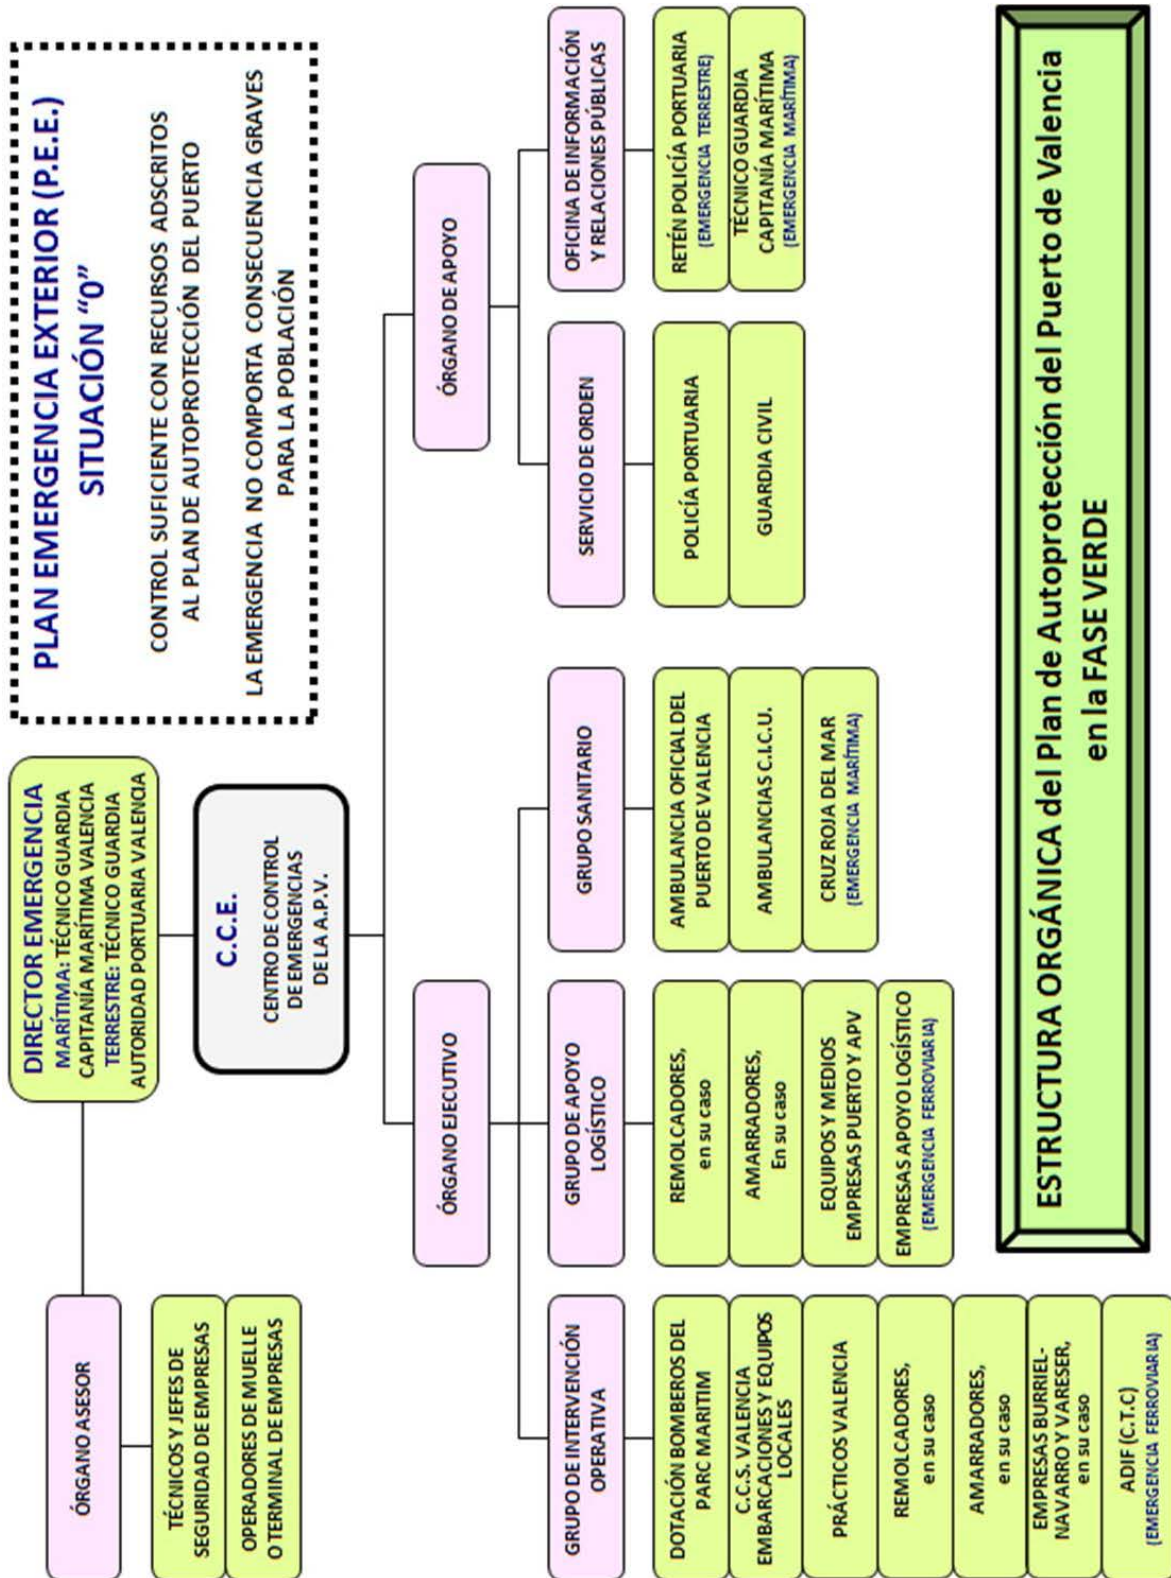 PLAN EMERGENCIA EXTERIOR (P.E.E.)
SITUACIÓN “0”
CONTROL SUFICIENTE CON RECURSOS ADSCRITOS
AL PLAN DE AUTOPROTECCIÓN DEL PUERTO
LA EMERGENCIA NO COMPORTA CONSECUENCIA GRAVES
PARA LA POBLACIÓN
DIRECTOR EMERGENCIA
MARÍTIMA: TÉCNICO GUARDIA
CAPITANÍA MARÍTIMA VALENCIA
TERRESTRE: TÉCNICO GUARDIA
AUTORIDAD PORTUARIA VALENCIA
C.C.E.
CENTRO DE CONTROL
DE EMERGENCIAS
DE LA A.P.V.
ÓRGANO ASESOR
TÉCNICOS Y JEFES DE
SEGURIDAD DE EMPRESAS
OPERADORES DE MUELLE
O TERMINAL DE EMPRESAS
ÓRGANO EJECUTIVO
ÓRGANO DE APOYO
GRUPO DE INTERVENCIÓN
OPERATIVA
DOTACIÓN BOMBEROS DEL
PARC MARITIM
C.C.S. VALENCIA
EMBARCACIONES Y EQUIPOS
LOCALES
PRÁCTICOS VALENCIA
REMOLCADORES,
en su caso
AMARRADORES,
en su caso
EMPRESAS BURRIEL-
NAVARRO Y VARESER,
en su caso
ADIF (C.T.C)
(EMERGENCIA FERROVIARIA)
GRUPO DE APOYO
LOGÍSTICO
REMOLCADORES,
en su caso
AMARRADORES,
En su caso
EQUIPOS Y MEDIOS
EMPRESAS PUERTO Y APV
EMPRESAS APOYO LOGÍSTICO
(EMERGENCIA FERROVIARIA)
GRUPO SANITARIO
AMBULANCIA OFICIAL DEL
PUERTO DE VALENCIA
AMBULANCIAS C.I.C.U.
CRUZ ROJA DEL MAR
(EMERGENCIA MARÍTIMA)
SERVICIO DE ORDEN
POLICÍA PORTUARIA
GUARDIA CIVIL
OFICINA DE INFORMACIÓN
Y RELACIONES PÚBLICAS
RETÉN POLICÍA PORTUARIA
(EMERGENCIA TERRESTRE)
TÉCNICO GUARDIA
CAPITANÍA MARÍTIMA
(EMERGENCIA MARÍTIMA)
ESTRUCTURA ORGÁNICA del Plan de Autoprotección del Puerto de Valencia
en la FASE VERDE